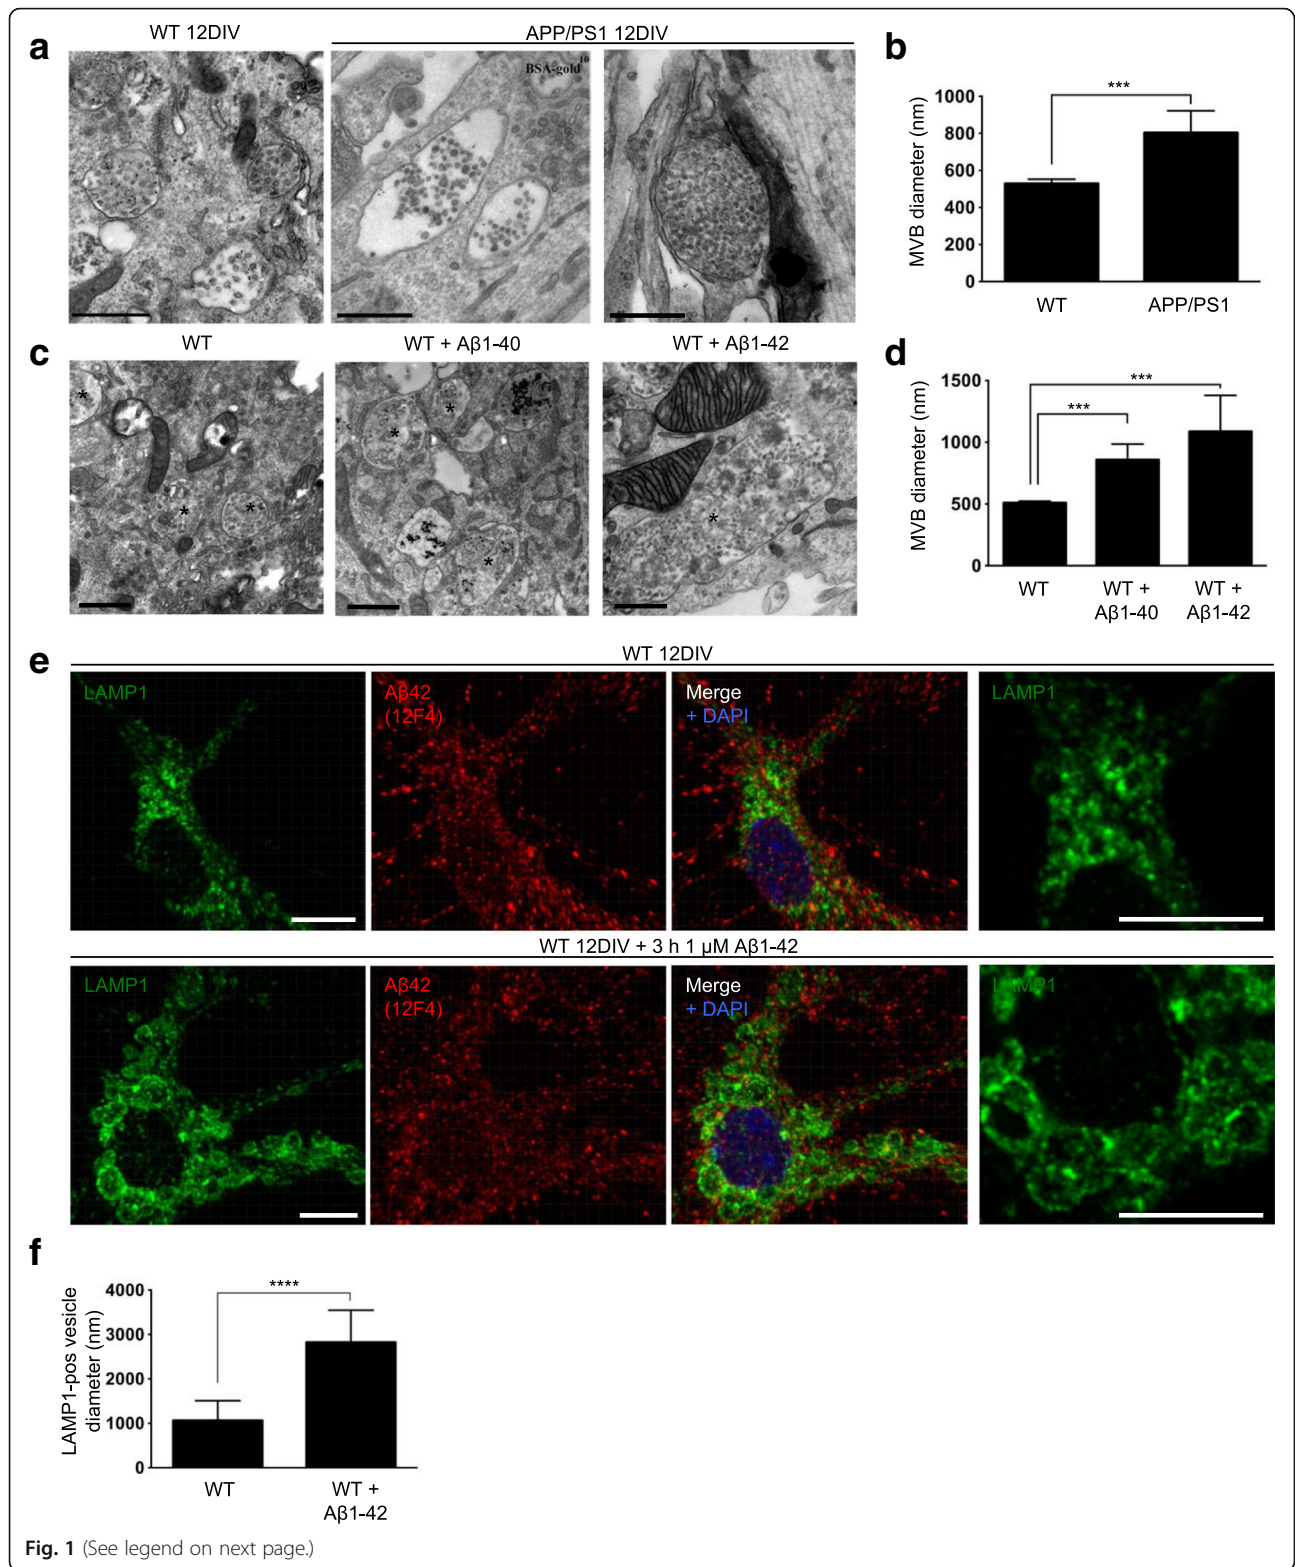 a
WT 12DIV
APP/PS1 12DIV
BSA-gold10
b
***
MVB diameter (nm)
1000
800
600
400
200
0
WT
APP/PS1
c
WT
WT + Aβ1-40
WT + Aβ1-42
*
*
*
*
*
*
*
d
***
***
MVB diameter (nm)
1500
1000
500
0
WT
WT +
Aβ1-40
WT +
Aβ1-42
e
WT 12DIV
LAMP1
Aβ42
(12F4)
Merge
+ DAPI
LAMP1
WT 12DIV + 3 h 1 µM Aβ1-42
LAMP1
Aβ42
(12F4)
Merge
+ DAPI
LAMP1
f
****
LAMP1-pos vesicle
diameter (nm)
4000
3000
2000
1000
0
WT
WT +
Aβ1-42
Fig. 1 (See legend on next page.)